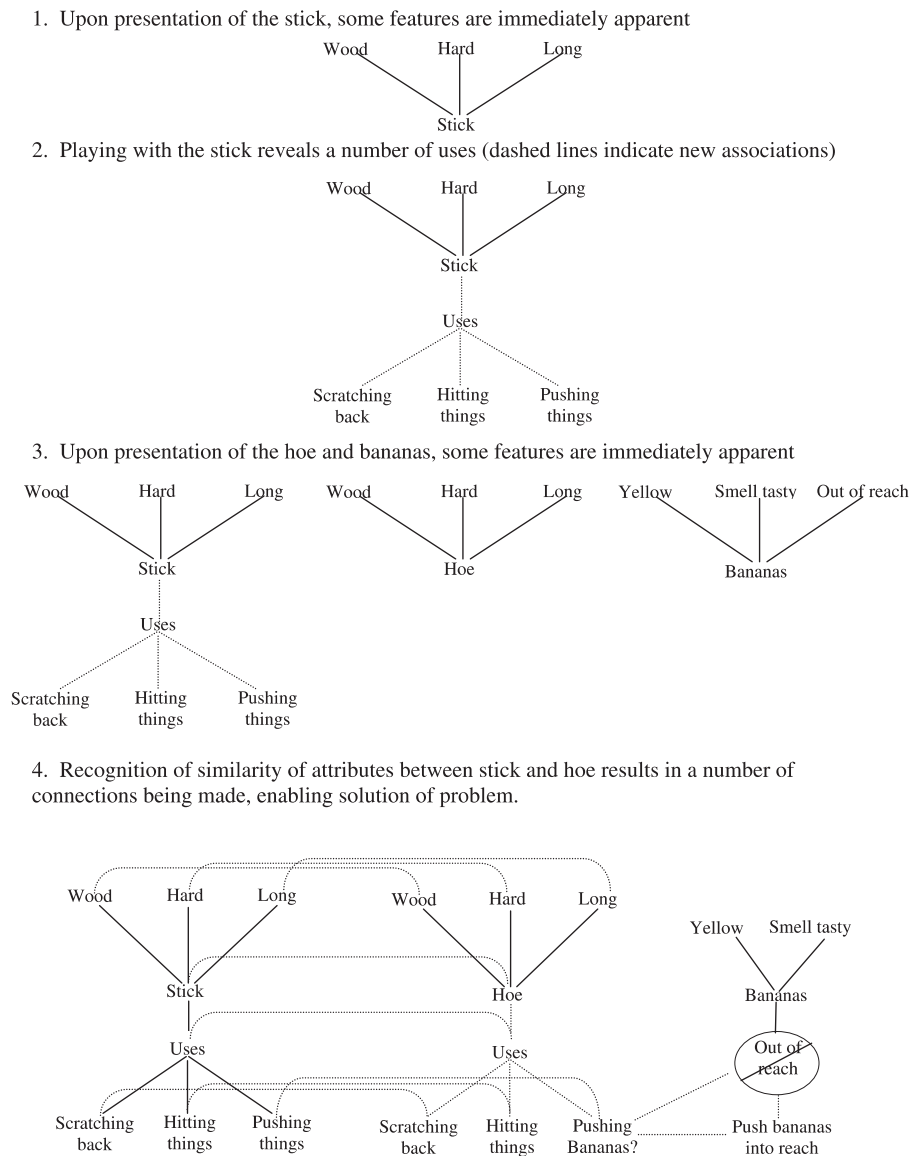 1. Upon presentation of the stick, some features are immediately apparent
Wood Hard Long
Stick
2. Playing with the stick reveals a number of uses (dashed lines indicate new associations)
Wood Hard Long
Stick
Uses
Scratching Hitting Pushing
back things things
3. Upon presentation of the hoe and bananas, some features are immediately apparent
Wood Hard Long Wood Hard Long Yellow Smell tasty Out of reach
Stick Hoe Bananas
Uses
Scratching Hitting Pushing
back things things
4. Recognition of similarity of attributes between stick and hoe results in a number of
connections being made, enabling solution of problem.
Wood Hard Long Wood Hard Long
Yellow Smell tasty
Stick Hoe Bananas
Uses Uses Out of
reach
Scratching Hitting Pushing Scratching Hitting Pushing Push bananas
back things things back things Bananas? into reach